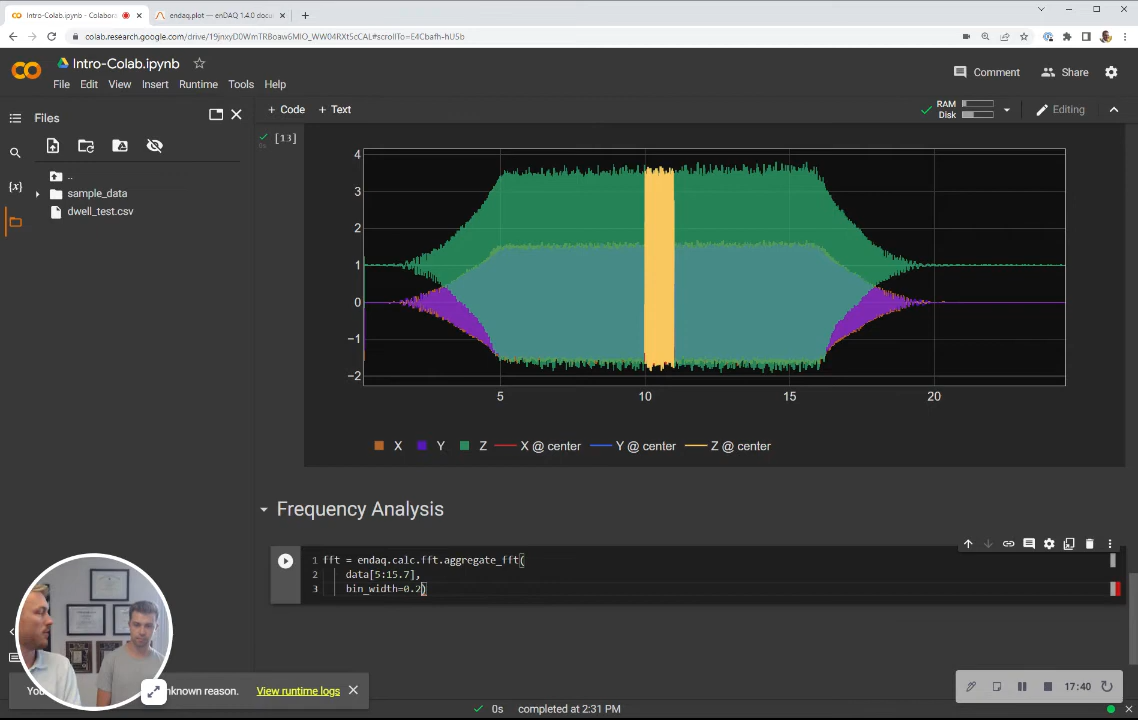 Intro-Colab.ipynb - Colabora
endaq.plot — enDAQ 1.4.0 docu
colab.research.google.com/drive/19jnxyD0WmTRBoaw6MIO_WW04RXt5cCAL#scrollTo=E4Cbafh-hUSb
Intro-Colab.ipynb
Comment
Share
File Edit View Insert Runtime Tools Help
Files
+ Code + Text
RAM
Disk
Editing
..
sample_data
dwell_test.csv
[13]
0s
4
3
2
1
0
−1
−2
5 10 15 20
X Y Z X @ center Y @ center Z @ center
Frequency Analysis
1 fft = endaq.calc.fft.aggregate_fft(
2 data[5:15.7],
3 bin_width=0.2)
You
nknown reason.
View runtime logs
17:40
0s completed at 2:31 PM